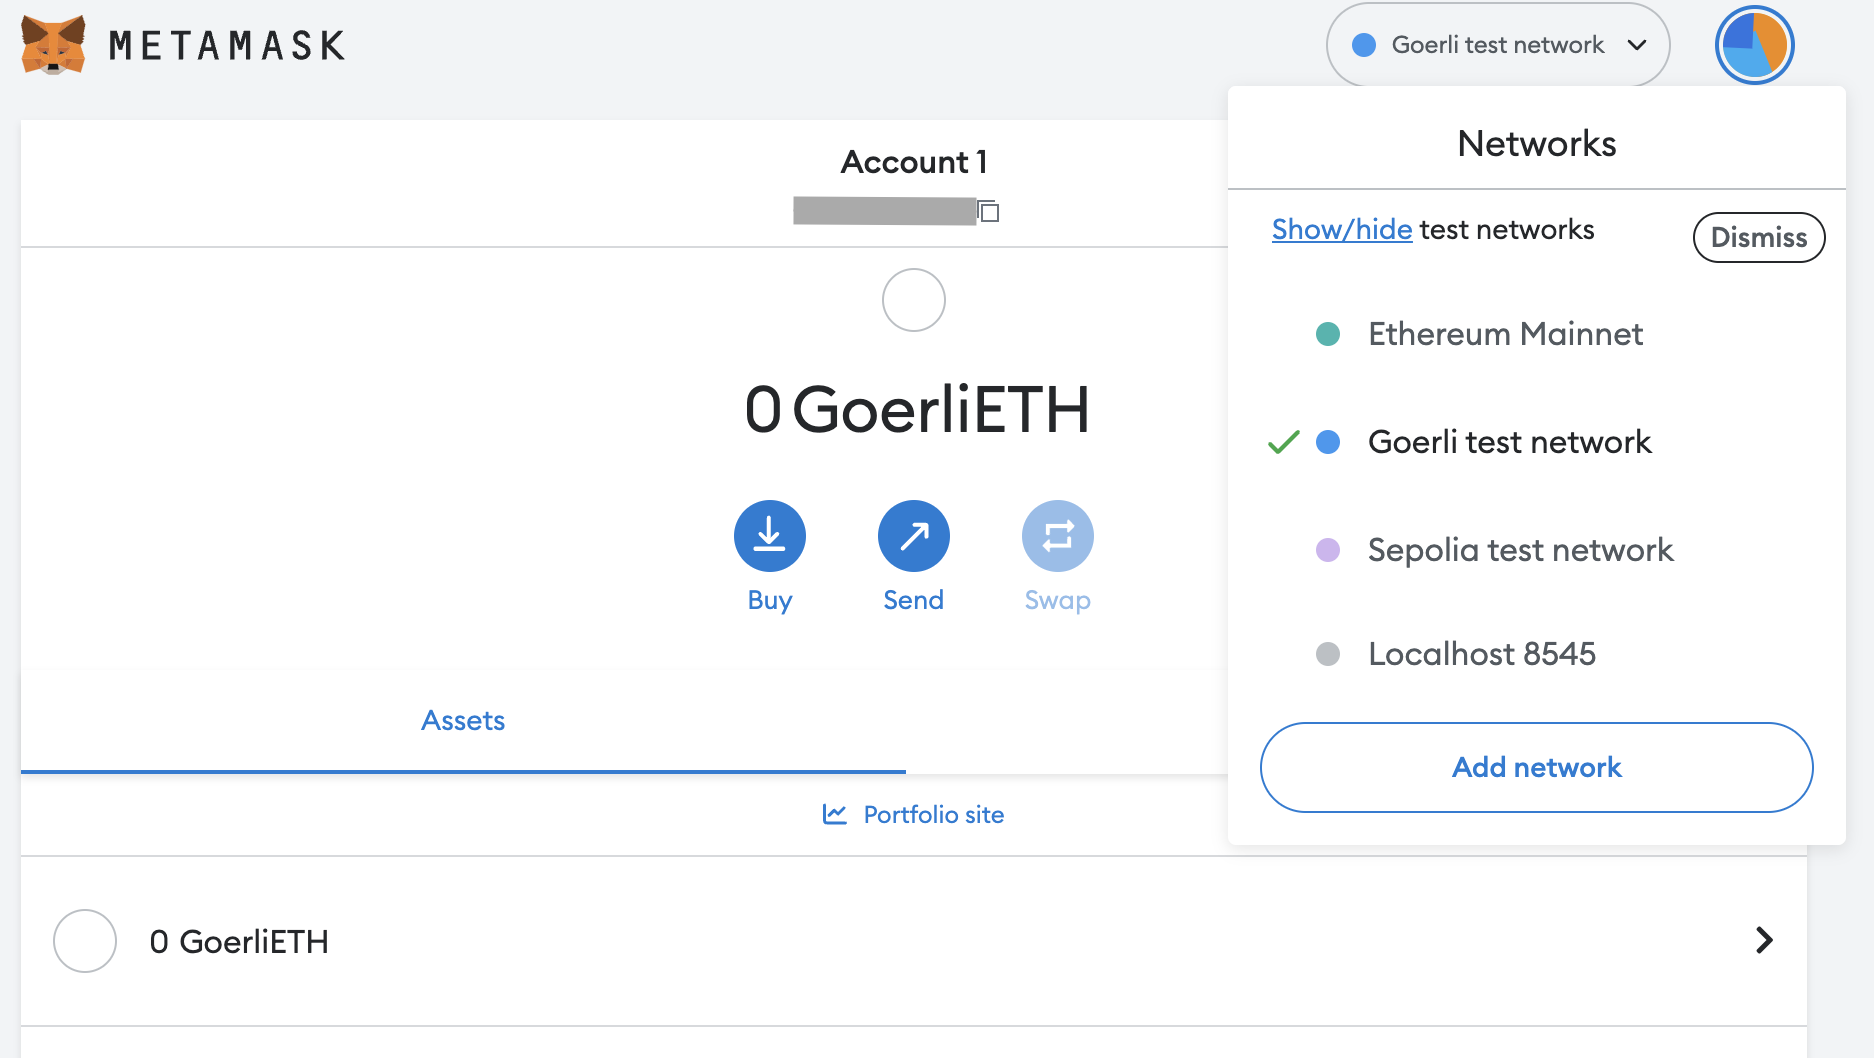 METAMASK
Goerli test network
Account 1
0 GoerliETH
Buy
Send
Swap
Assets
Portfolio site
0 GoerliETH
Networks
Show/hide test networks
Dismiss
Ethereum Mainnet
Goerli test network
Sepolia test network
Localhost 8545
Add network